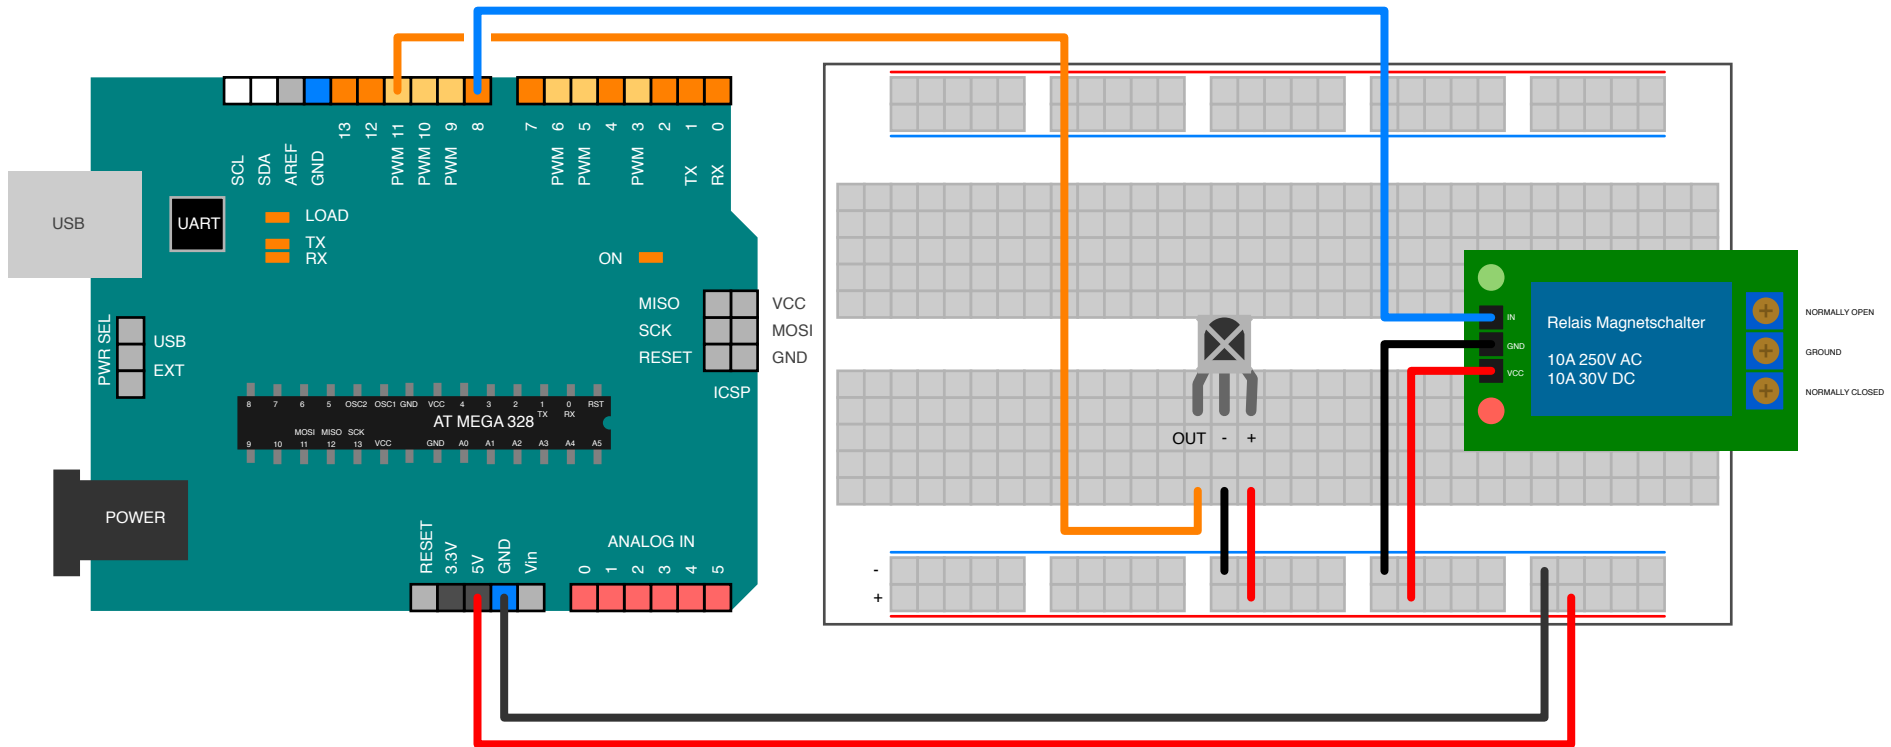 13
12
PWM 11
PWM 10
PWM 9
8
7
PWM 6
PWM 5
4
PWM 3
2
TX 1
RX 0
SCL
SDA
AREF
GND
USB
UART
LOAD
TX
RX
ON
MISO
SCK
RESET
VCC
MOSI
GND
ICSP
PWR SEL
USB
EXT
8 7 6 5 OSC2 OSC1 GND VCC 4 3 2 1 0 RST
TX RX
AT MEGA 328
MOSI MISO SCK
9 10 11 12 13 VCC GND A0 A1 A2 A3 A4 A5
POWER
RESET
3.3V
5V
GND
Vin
ANALOG IN
0 1 2 3 4 5
OUT - +
-
+
IN
GND
VCC
Relais Magnetschalter
10A 250V AC
10A 30V DC
NORMALLY OPEN
GROUND
NORMALLY CLOSED